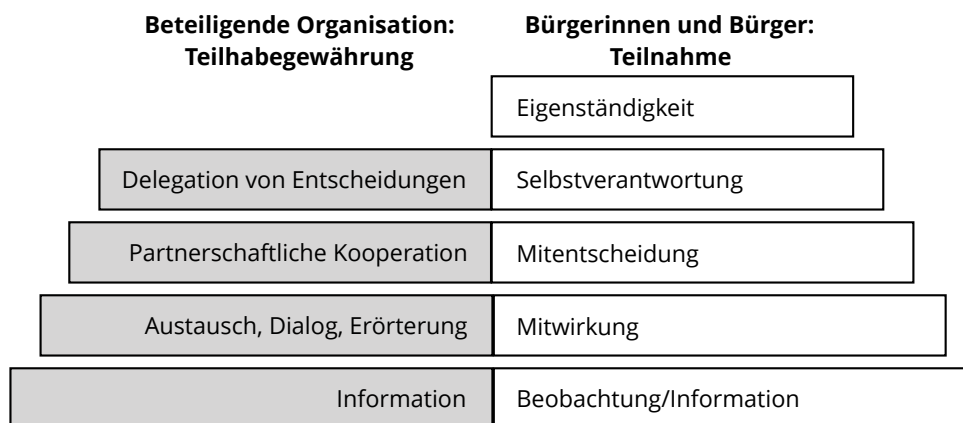 Beteiligende Organisation:
Teilhabegewährung
Bürgerinnen und Bürger:
Teilnahme
Eigenständigkeit
Delegation von Entscheidungen
Selbstverantwortung
Partnerschaftliche Kooperation
Mitentscheidung
Austausch, Dialog, Erörterung
Mitwirkung
Information
Beobachtung/Information